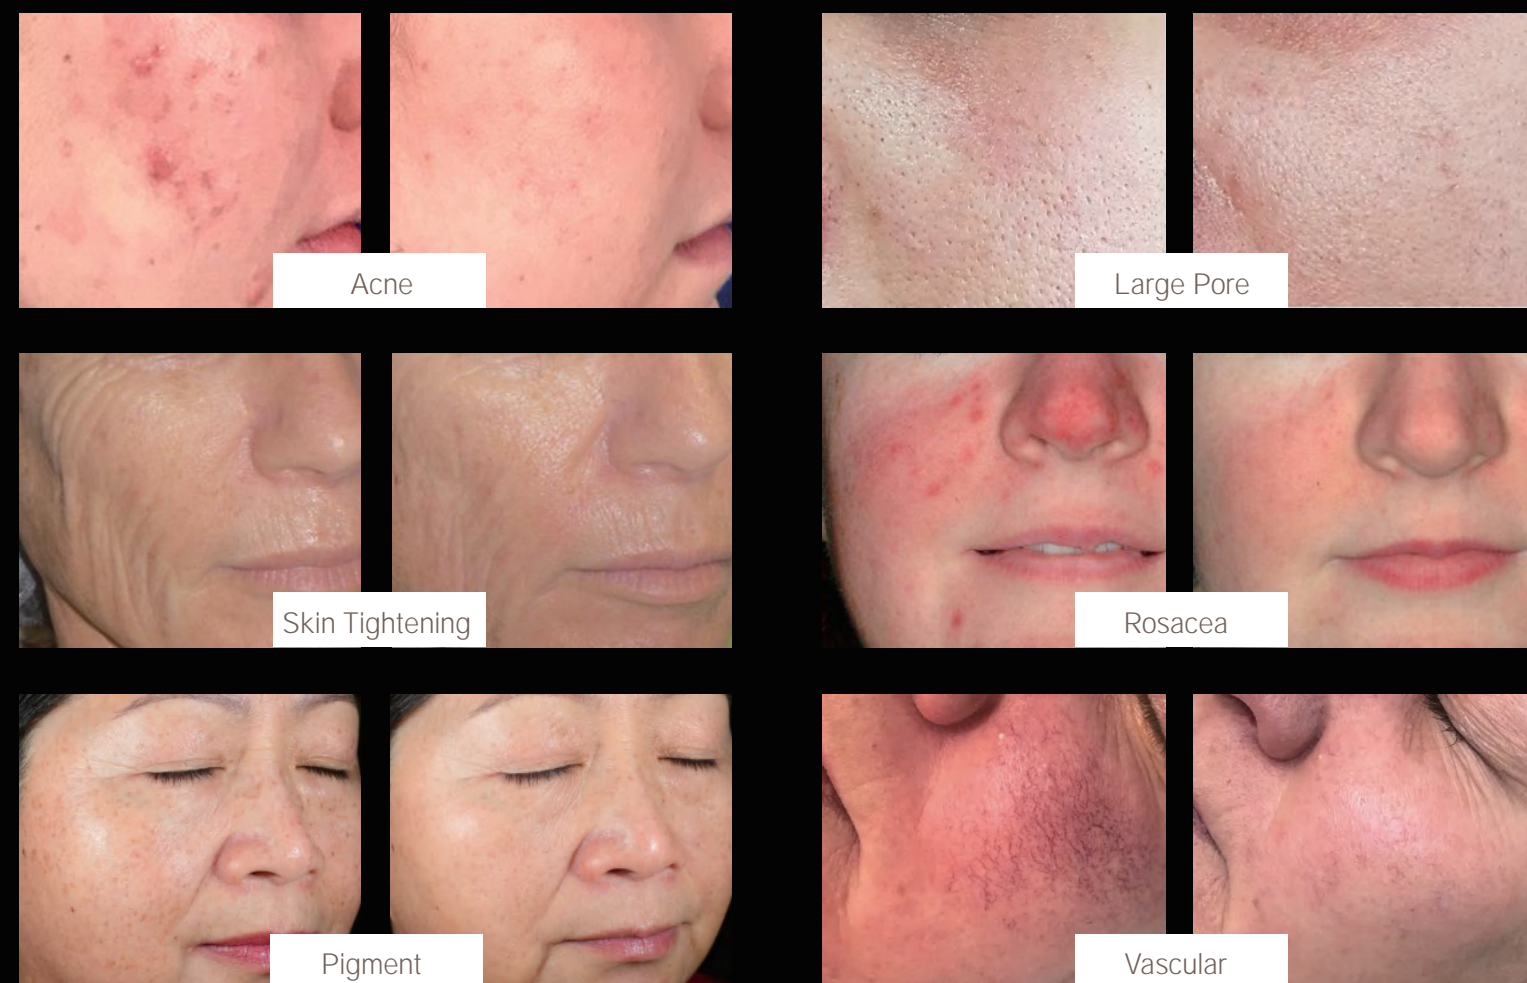 Acne
Large Pore
Skin Tightening
Rosacea
Pigment
Vascular